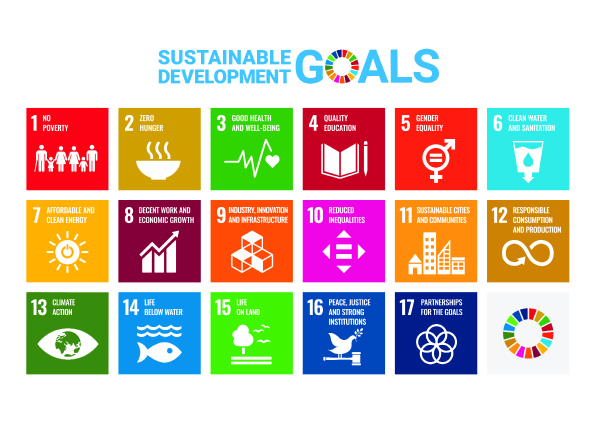 SUSTAINABLE
DEVELOPMENT
GOALS
1 NO
POVERTY
2 ZERO
HUNGER
3 GOOD HEALTH
AND WELL-BEING
4 QUALITY
EDUCATION
5 GENDER
EQUALITY
6 CLEAN WATER
AND SANITATION
7 AFFORDABLE AND
CLEAN ENERGY
8 DECENT WORK AND
ECONOMIC GROWTH
9 INDUSTRY, INNOVATION
AND INFRASTRUCTURE
10 REDUCED
INEQUALITIES
11 SUSTAINABLE CITIES
AND COMMUNITIES
12 RESPONSIBLE
CONSUMPTION
AND PRODUCTION
13 CLIMATE
ACTION
14 LIFE
BELOW WATER
15 LIFE
ON LAND
16 PEACE, JUSTICE
AND STRONG
INSTITUTIONS
17 PARTNERSHIPS
FOR THE GOALS